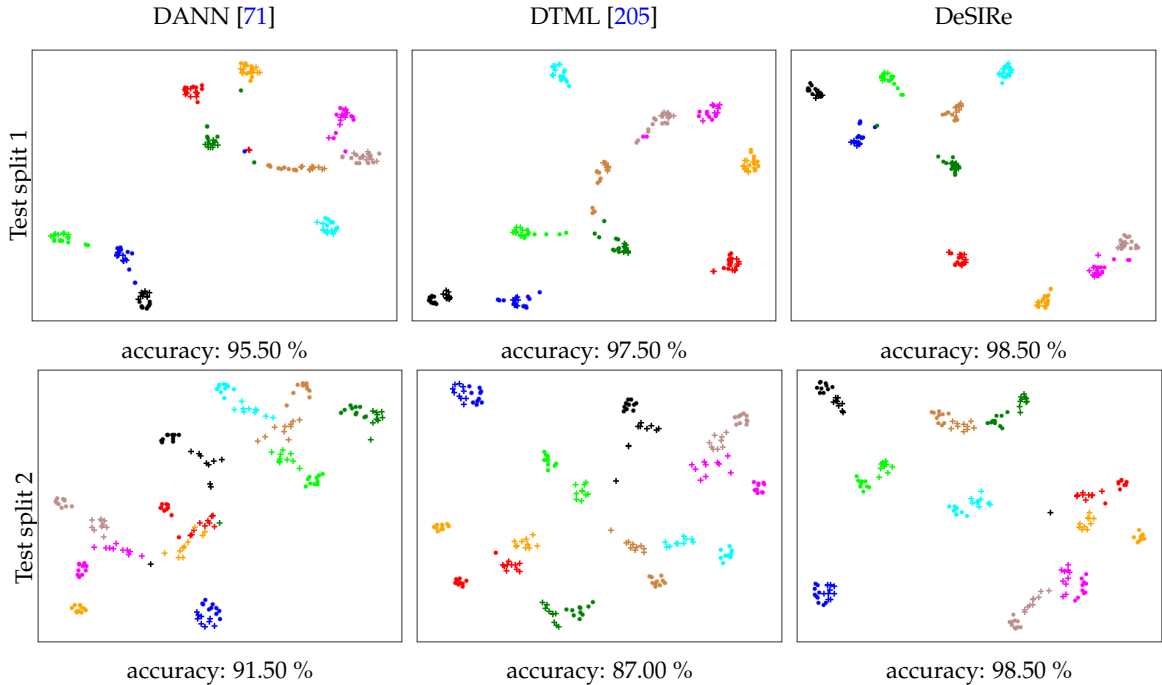 DANN [71] DTML [205] DeSIRe
Test split 1
accuracy: 95.50 % accuracy: 97.50 % accuracy: 98.50 %
Test split 2
accuracy: 91.50 % accuracy: 87.00 % accuracy: 98.50 %